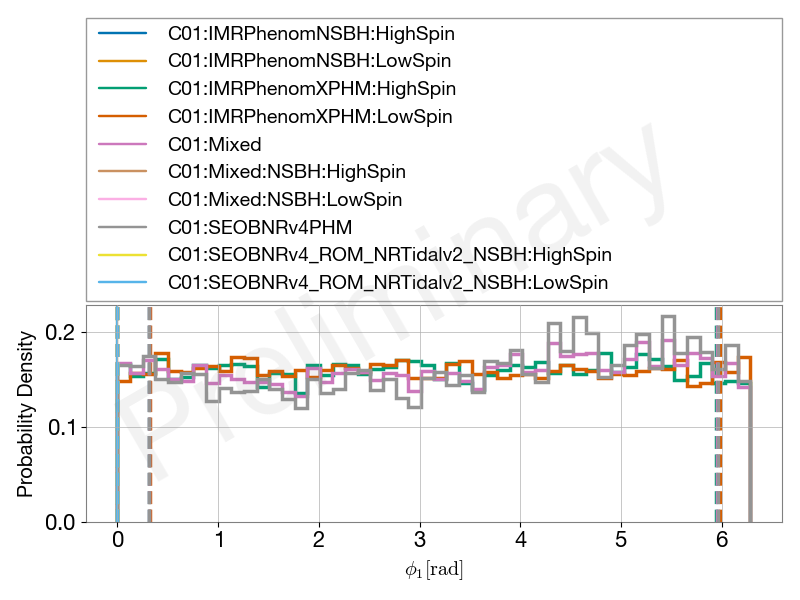 C01:IMRPhenomNSBH:HighSpin
C01:IMRPhenomNSBH:LowSpin
C01:IMRPhenomXPHM:HighSpin
C01:IMRPhenomXPHM:LowSpin
C01:Mixed
C01:Mixed:NSBH:HighSpin
C01:Mixed:NSBH:LowSpin
C01:SEOBNRv4PHM
C01:SEOBNRv4_ROM_NRTidalv2_NSBH:HighSpin
C01:SEOBNRv4_ROM_NRTidalv2_NSBH:LowSpin
Preliminary
Probability Density
0.2
0.1
0.0
0 1 2 3 4 5 6
ϕ₁[rad]